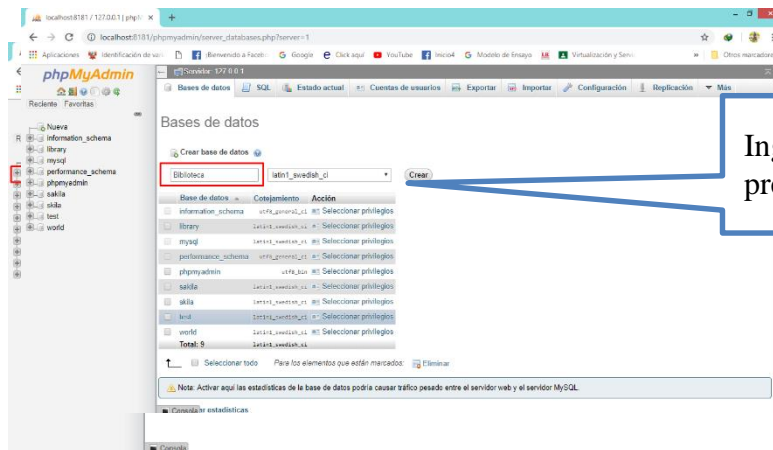 localhost:8181 / 127.0.0.1 | phpM
localhost:8181/phpmyadmin/server_databases.php?server=1
Aplicaciones
Google
Click aqui
YouTube
Inicio4
Modelo de Ensayo
Virtualización y Serv
Otros marcadores
phpMyAdmin
Reciente Favoritas
Nueva
information_schema
library
mysql
performance_schema
phpmyadmin
sakila
skila
test
world
Servidor: 127.0.0.1
Bases de datos SQL Estado actual Cuentas de usuarios Exportar Importar Configuración Replicación Más
Bases de datos
Crear base de datos
Biblioteca latin1_swedish_ci Crear
Base de datos Cotejamiento Acción
information_schema utf8_general_ci Seleccionar privilegios
library latin1_swedish_ci Seleccionar privilegios
mysql latin1_swedish_ci Seleccionar privilegios
performance_schema utf8_general_ci Seleccionar privilegios
phpmyadmin utf8_bin Seleccionar privilegios
sakila latin1_swedish_ci Seleccionar privilegios
skila latin1_swedish_ci Seleccionar privilegios
test latin1_swedish_ci Seleccionar privilegios
world latin1_swedish_ci Seleccionar privilegios
Total: 9 latin1_swedish_ci
Seleccionar todo Para los elementos que están marcados: Eliminar
Nota: Activar aquí las estadísticas de la base de datos podría causar tráfico pesado entre el servidor web y el servidor MySQL.
Consola ar estadísticas
Consola
Ing
pre